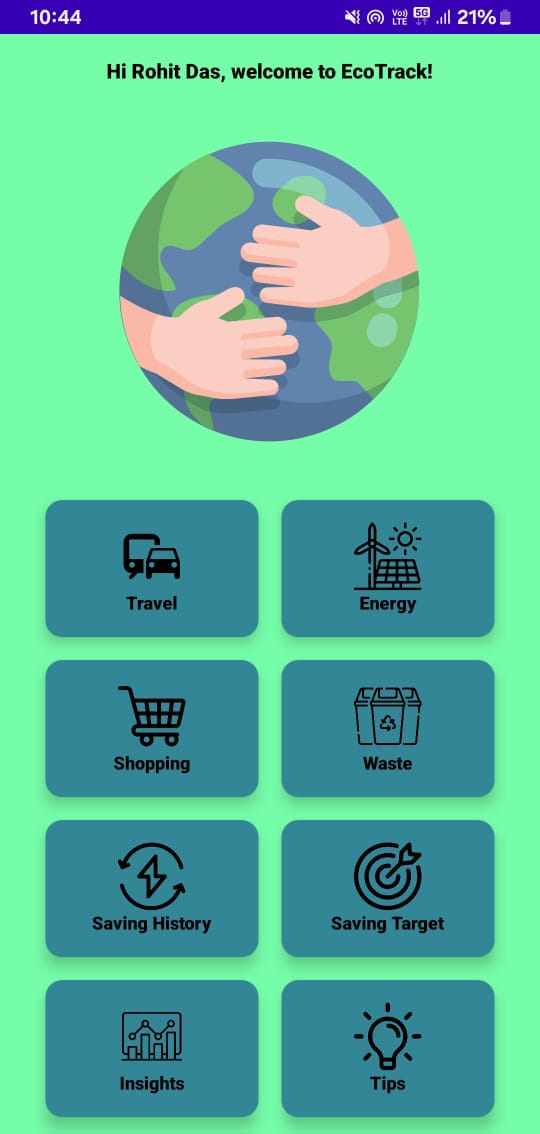 10:44
Vo))
LTE
5G
21%
Hi Rohit Das, welcome to EcoTrack!
Travel
Energy
Shopping
Waste
Saving History
Saving Target
Insights
Tips